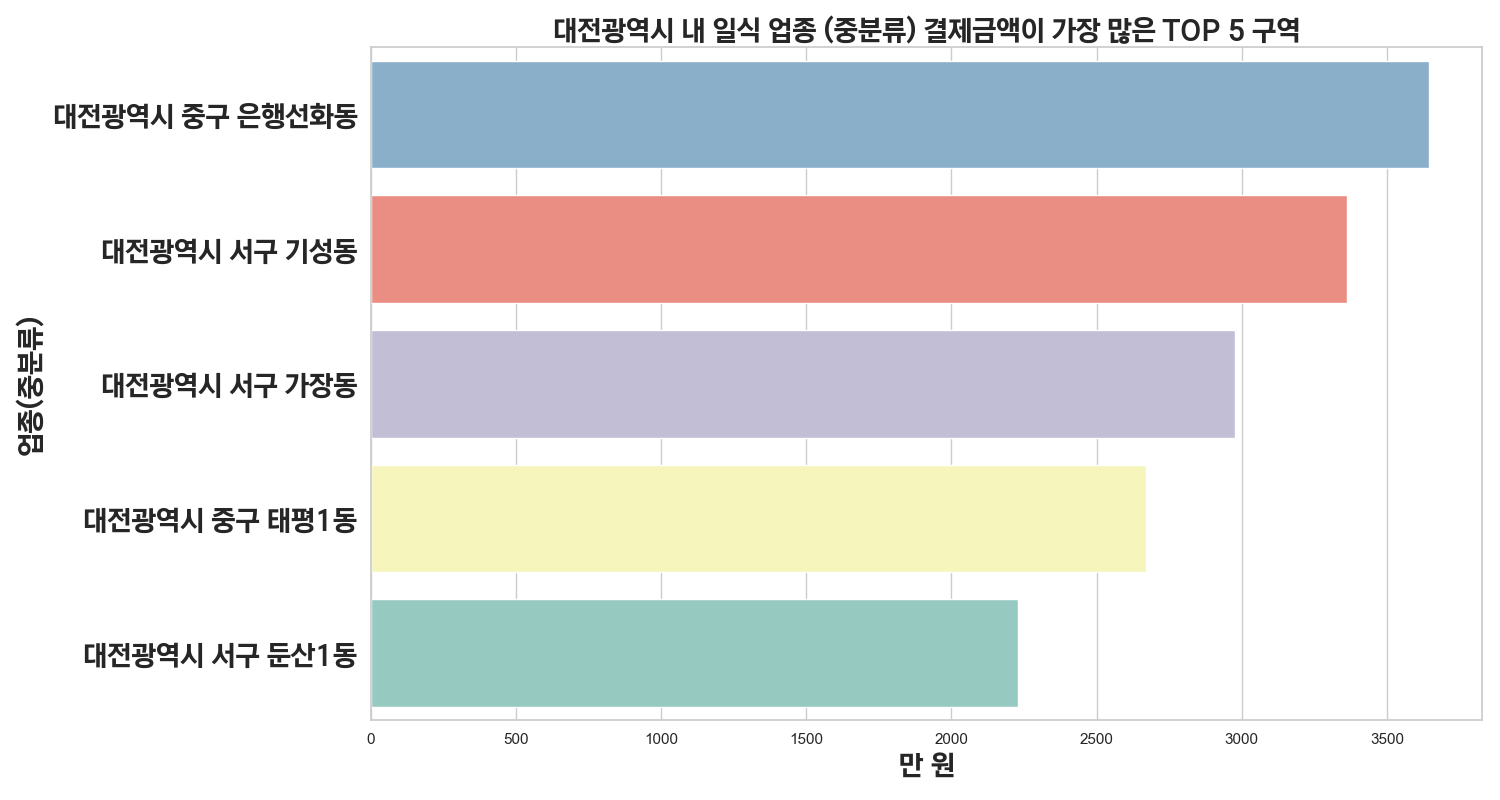 대전광역시 내 일식 업종 (중분류) 결제금액이 가장 많은 TOP 5 구역
대전광역시 중구 은행선화동
대전광역시 서구 기성동
대전광역시 서구 가장동
대전광역시 중구 태평1동
대전광역시 서구 둔산1동
업종(중분류)
0 500 1000 1500 2000 2500 3000 3500
만 원